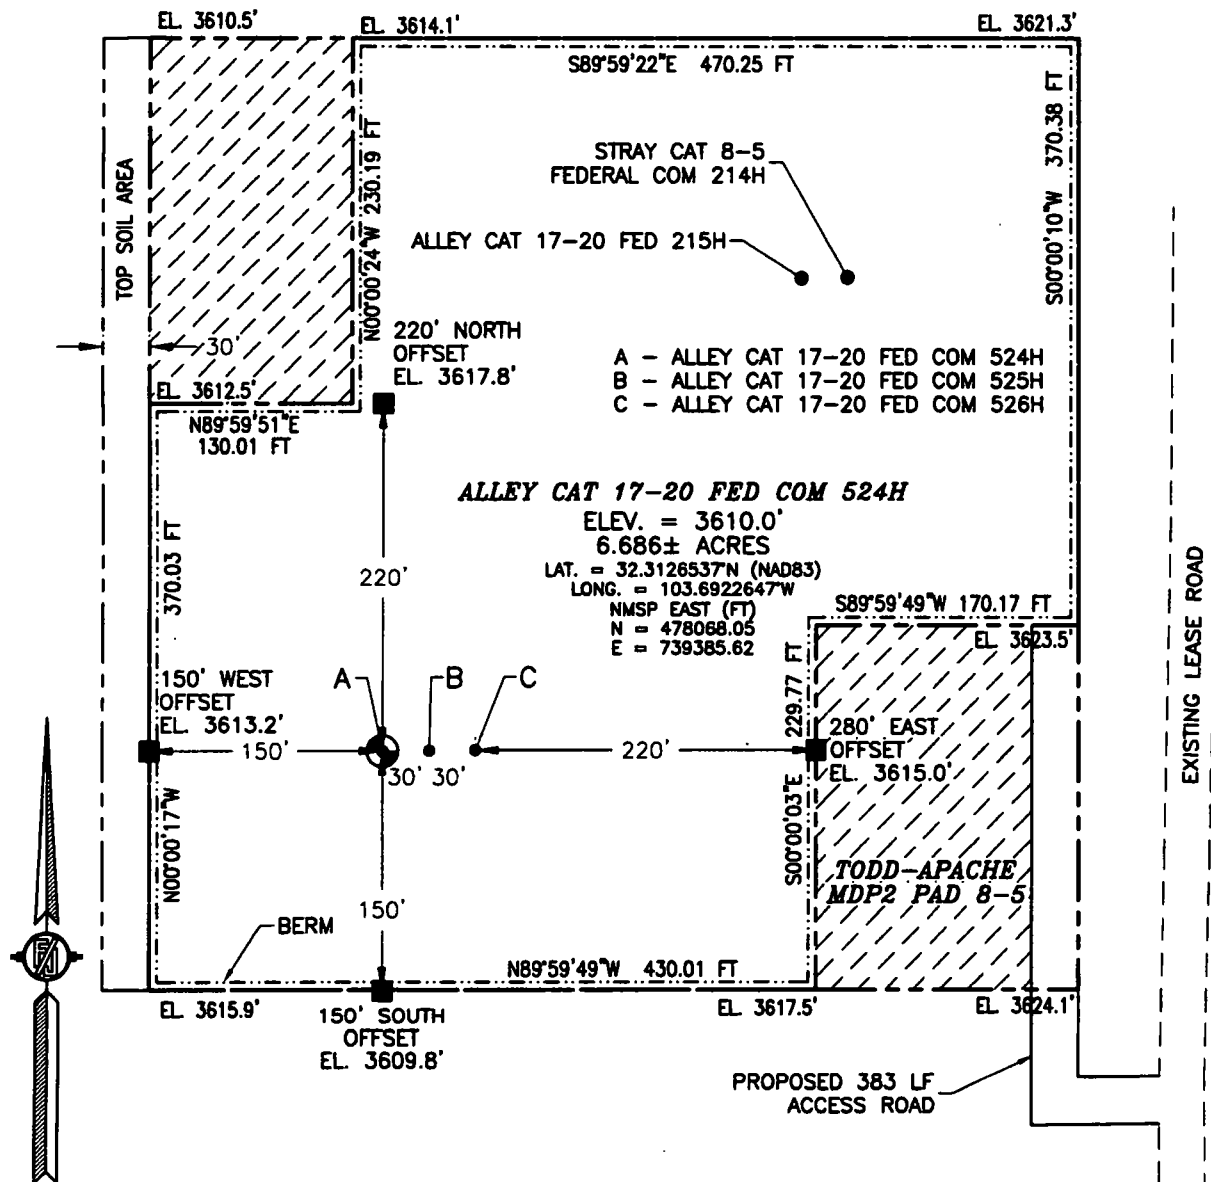 EL. 3610.5'
EL. 3614.1'
EL. 3621.3'
S89°59'22"E 470.25 FT
TOP SOIL AREA
N00°00'24"W 230.19 FT
S00°00'10"W 370.38 FT
STRAY CAT 8-5
FEDERAL COM 214H
ALLEY CAT 17-20 FED 215H
30'
220' NORTH
OFFSET
EL. 3617.8'
A - ALLEY CAT 17-20 FED COM 524H
B - ALLEY CAT 17-20 FED COM 525H
C - ALLEY CAT 17-20 FED COM 526H
EL. 3612.5'
N89°59'51"E
130.01 FT
ALLEY CAT 17-20 FED COM 524H
ELEV. = 3610.0'
6.686± ACRES
LAT. = 32.3126537°N (NAD83)
LONG. = 103.6922647°W
NMSP EAST (FT)
N = 478068.05
E = 739385.62
370.03 FT
220'
S89°59'49"W 170.17 FT
EL. 3623.5'
EXISTING LEASE ROAD
150' WEST
OFFSET
EL. 3613.2'
A
B
C
229.77 FT
280' EAST
OFFSET
EL. 3615.0'
150'
30' 30'
220'
N00°00'17"W
S00°00'03"E
TODD-APACHE
MDP2 PAD 8-5
150'
BERM
N89°59'49"W 430.01 FT
EL. 3615.9'
150' SOUTH
OFFSET
EL. 3609.8'
EL. 3617.5'
EL. 3624.1'
PROPOSED 383 LF
ACCESS ROAD